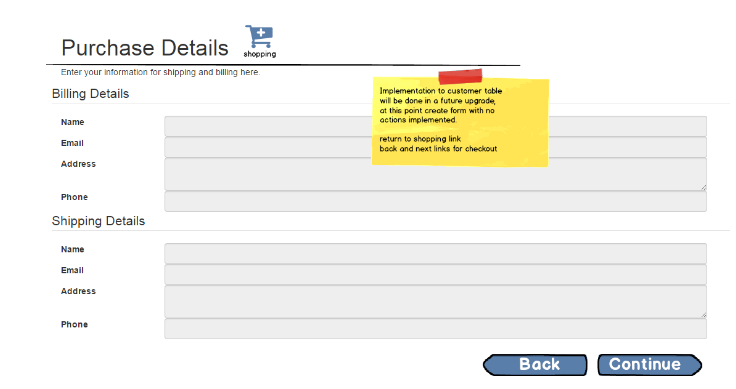 Purchase Details
shopping
Enter your information for shipping and billing here.
Implementation to customer table
will be done in a future upgrade,
at this point create form with no
actions implemented.
return to shopping link
back and next links for checkout
Billing Details
Name
Email
Address
Phone
Shipping Details
Name
Email
Address
Phone
Back
Continue